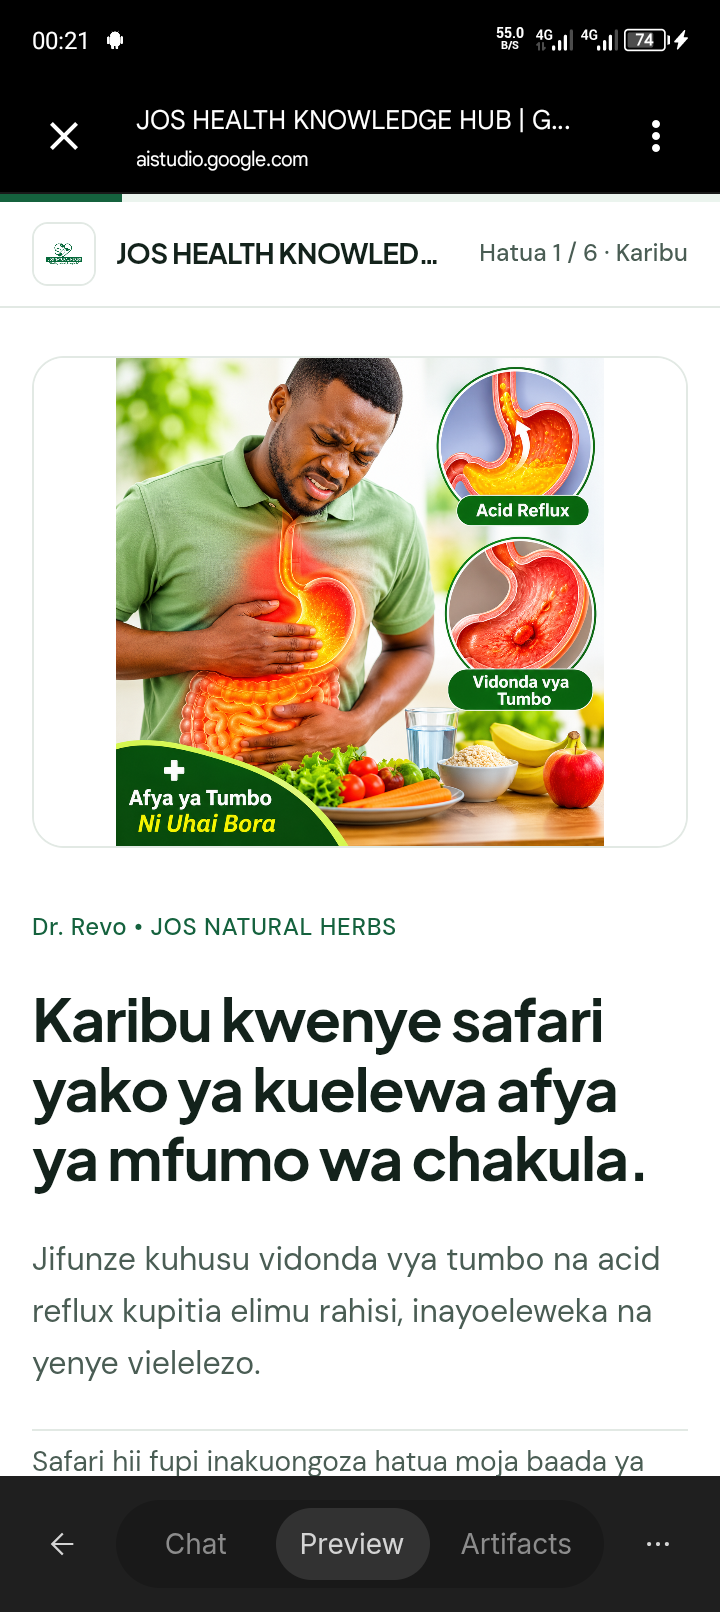 00:21
55.0
B/S
4G
4G
74
JOS HEALTH KNOWLEDGE HUB | G...
aistudio.google.com
JOS HEALTH KNOWLED...
Hatua 1 / 6 · Karibu
Acid Reflux
Vidonda vya
Tumbo
Afya ya Tumbo
Ni Uhai Bora
Dr. Revo • JOS NATURAL HERBS
Karibu kwenye safari
yako ya kuelewa afya
ya mfumo wa chakula.
Jifunze kuhusu vidonda vya tumbo na acid
reflux kupitia elimu rahisi, inayoeleweka na
yenye vielelezo.
Safari hii fupi inakuongoza hatua moja baada ya
Chat
Preview
Artifacts